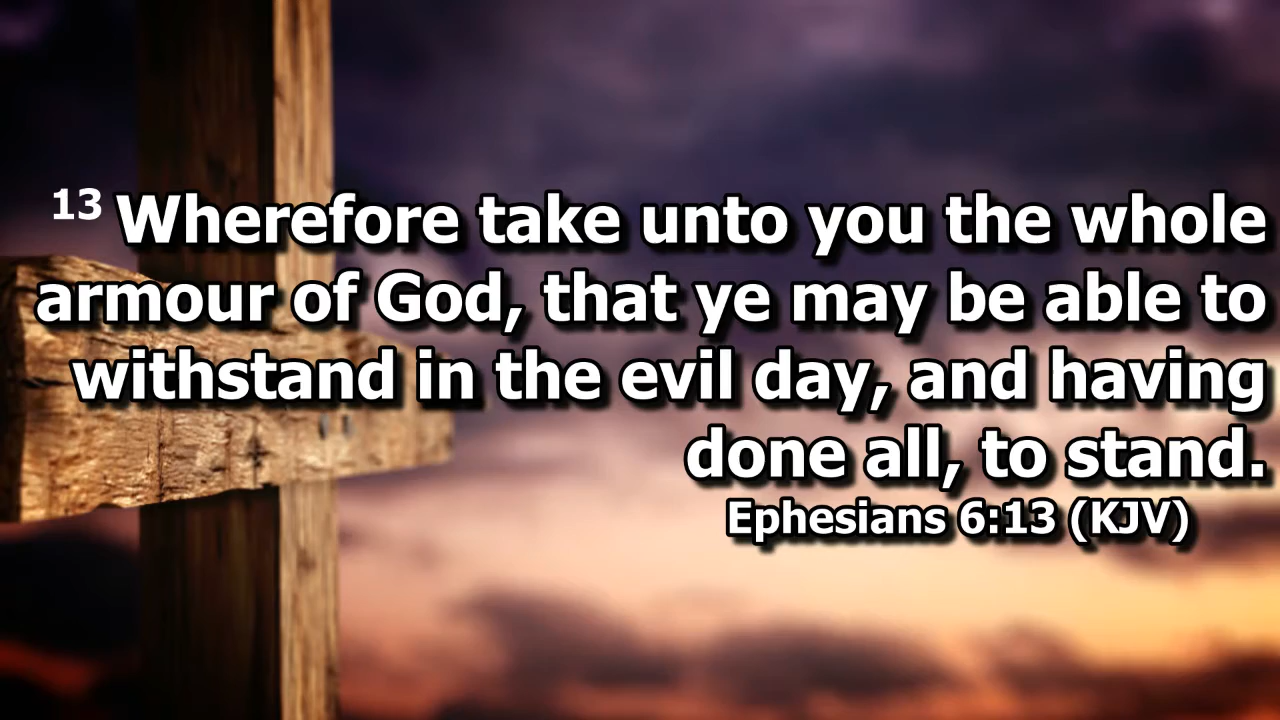 13 Wherefore take unto you the whole
armour of God, that ye may be able to
withstand in the evil day, and having
done all, to stand.
Ephesians 6:13 (KJV)